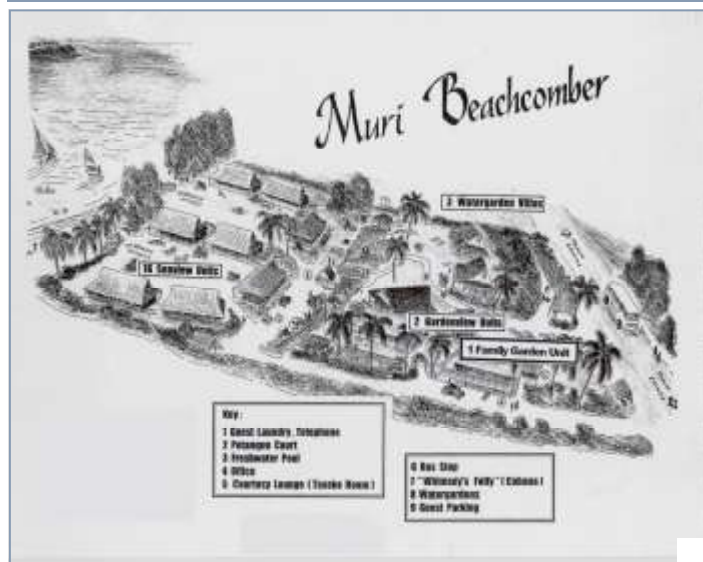 Muri Beachcomber
3 Watergarden Villas
16 Seaview Units
2 Gardenview Units
1 Family Garden Unit
Key:
1 Guest Laundry, Telephone
2 Petanque Court
3 Freshwater Pool
4 Office
5 Courtesy Lounge (Tuoeke Room)
6 Bus Stop
7 "Whimsely's Folly" (Cabana)
8 Watergardens
9 Guest Parking